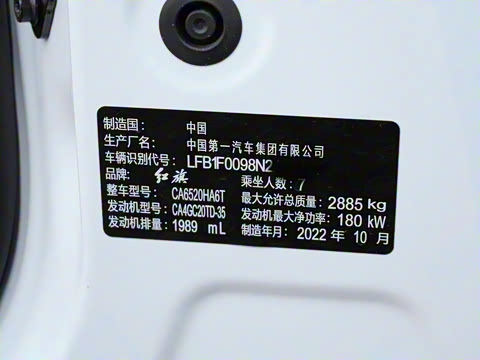 制造国： 中国
生产厂名： 中国第一汽车集团有限公司
车辆识别代号： LFB1F0098N2
品牌： 红旗 乘坐人数： 7
整车型号： CA6520HA6T 最大允许总质量： 2885 kg
发动机型号： CA4GC20TD-35 发动机最大净功率： 180 kW
发动机排量： 1989 mL 制造年月： 2022 年 10 月